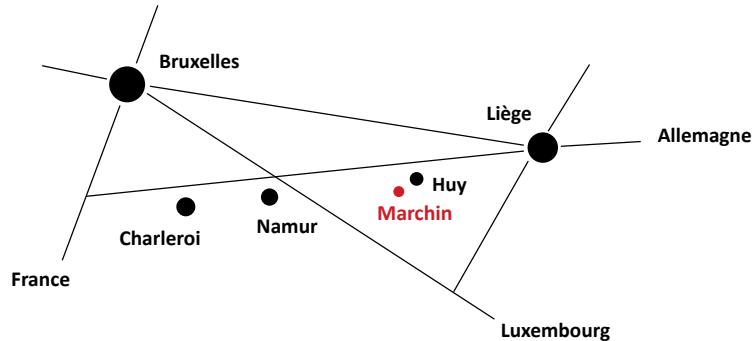 Bruxelles
Liège
Allemagne
Huy
Marchin
Namur
Charleroi
France
Luxembourg